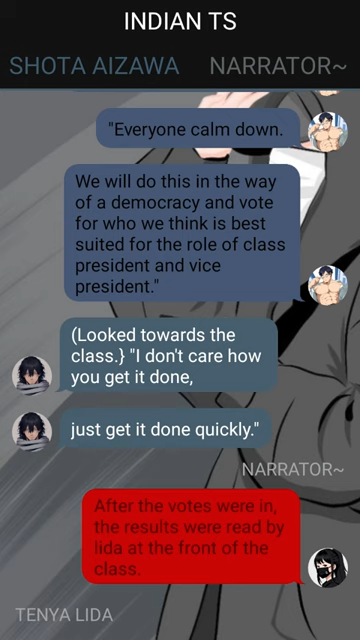 INDIAN TS
SHOTA AIZAWA
NARRATOR~
"Everyone calm down.
We will do this in the way
of a democracy and vote
for who we think is best
suited for the role of class
president and vice
president."
(Looked towards the
class.} "I don't care how
you get it done,
just get it done quickly."
NARRATOR~
After the votes were in,
the results were read by
Iida at the front of the
class.
TENYA LIDA